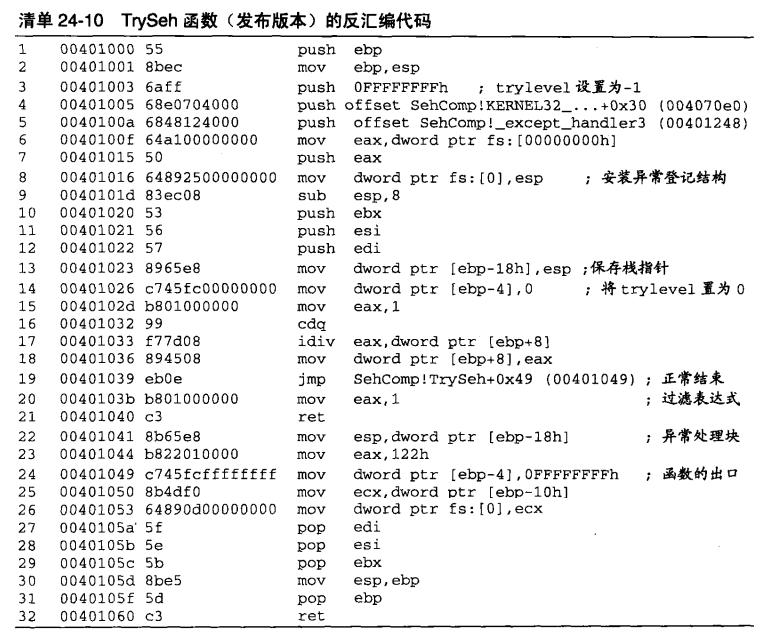 清单 24-10 TrySeh 函数（发布版本）的反汇编代码
1 00401000 55 push ebp
2 00401001 8bec mov ebp,esp
3 00401003 6aff push 0FFFFFFFFh ; trylevel 设置为-1
4 00401005 68e0704000 push offset SehComp!KERNEL32_...+0x30 (004070e0)
5 0040100a 6848124000 push offset SehComp!_except_handler3 (00401248)
6 0040100f 64a100000000 mov eax,dword ptr fs:[00000000h]
7 00401015 50 push eax
8 00401016 64892500000000 mov dword ptr fs:[0],esp ; 安装异常登记结构
9 0040101d 83ec08 sub esp,8
10 00401020 53 push ebx
11 00401021 56 push esi
12 00401022 57 push edi
13 00401023 8965e8 mov dword ptr [ebp-18h],esp ;保存栈指针
14 00401026 c745fc00000000 mov dword ptr [ebp-4],0 ; 将 trylevel 置为 0
15 0040102d b801000000 mov eax,1
16 00401032 99 cdq
17 00401033 f77d08 idiv eax,dword ptr [ebp+8]
18 00401036 894508 mov dword ptr [ebp+8],eax
19 00401039 eb0e jmp SehComp!TrySeh+0x49 (00401049) ; 正常结束
20 0040103b b801000000 mov eax,1 ; 过滤表达式
21 00401040 c3 ret
22 00401041 8b65e8 mov esp,dword ptr [ebp-18h] ; 异常处理块
23 00401044 b822010000 mov eax,122h
24 00401049 c745fcffffffff mov dword ptr [ebp-4],0FFFFFFFFh ; 函数的出口
25 00401050 8b4df0 mov ecx,dword ptr [ebp-10h]
26 00401053 64890d00000000 mov dword ptr fs:[0],ecx
27 0040105a 5f pop edi
28 0040105b 5e pop esi
29 0040105c 5b pop ebx
30 0040105d 8be5 mov esp,ebp
31 0040105f 5d pop ebp
32 00401060 c3 ret